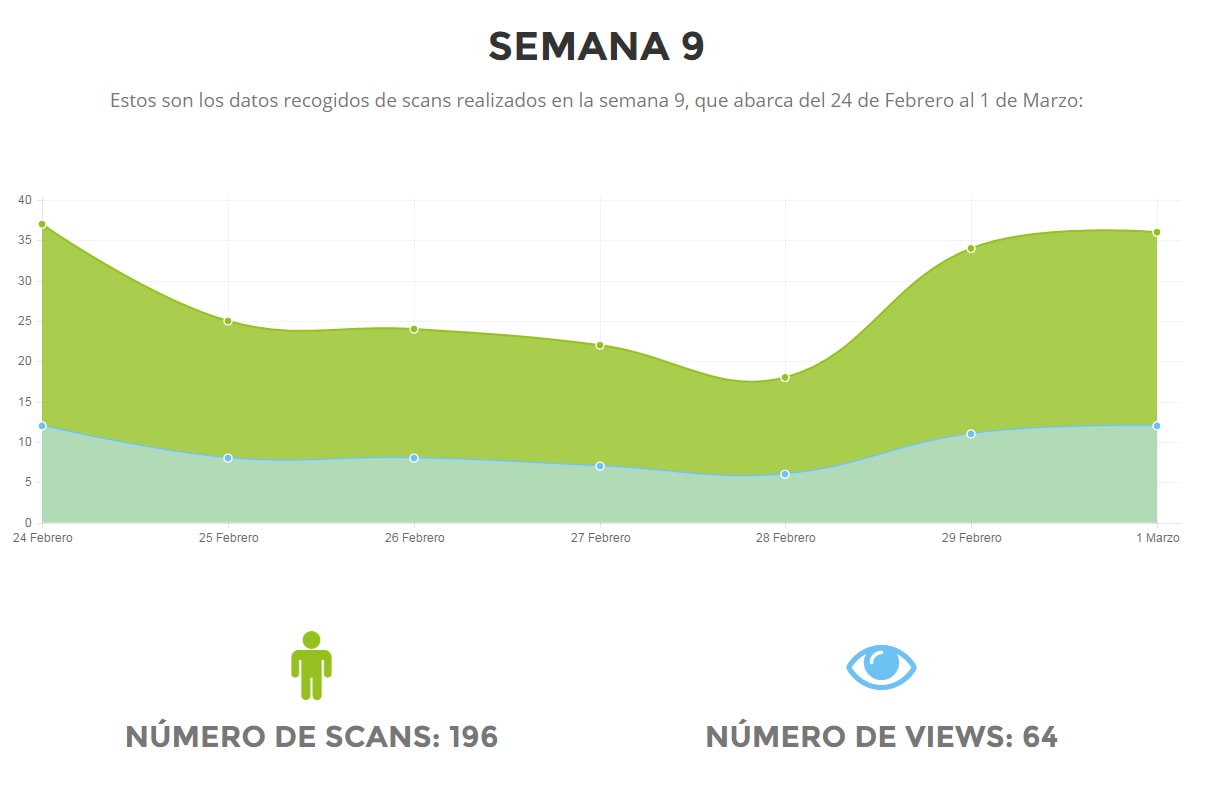 SEMANA 9
Estos son los datos recogidos de scans realizados en la semana 9, que abarca del 24 de Febrero al 1 de Marzo:
40
35
30
25
20
15
10
5
0
24 Febrero 25 Febrero 26 Febrero 27 Febrero 28 Febrero 29 Febrero 1 Marzo
NÚMERO DE SCANS: 196 NÚMERO DE VIEWS: 64